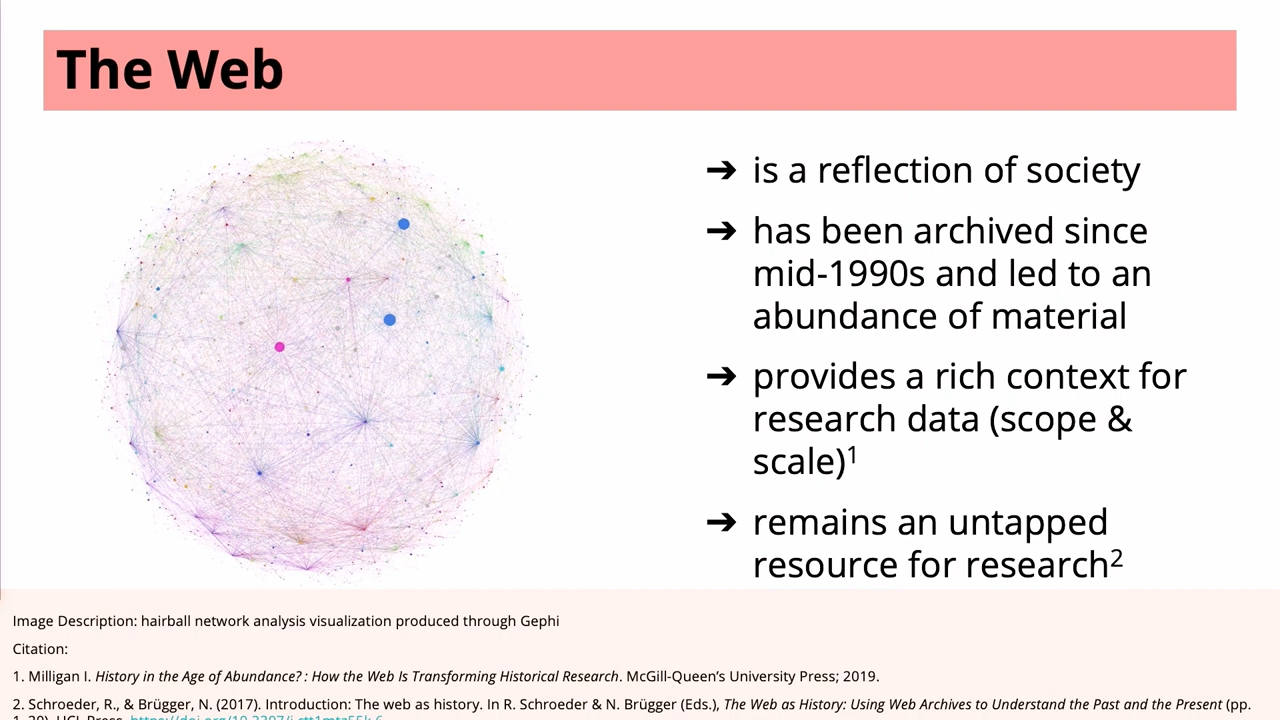 The Web
➔ is a reflection of society
➔ has been archived since
mid-1990s and led to an
abundance of material
➔ provides a rich context for
research data (scope &
scale)1
➔ remains an untapped
resource for research2
Image Description: hairball network analysis visualization produced through Gephi
Citation:
1. Milligan I. History in the Age of Abundance? : How the Web Is Transforming Historical Research. McGill-Queen’s University Press; 2019.
2. Schroeder, R., & Brügger, N. (2017). Introduction: The web as history. In R. Schroeder & N. Brügger (Eds.), The Web as History: Using Web Archives to Understand the Past and the Present (pp.
UCL Press.